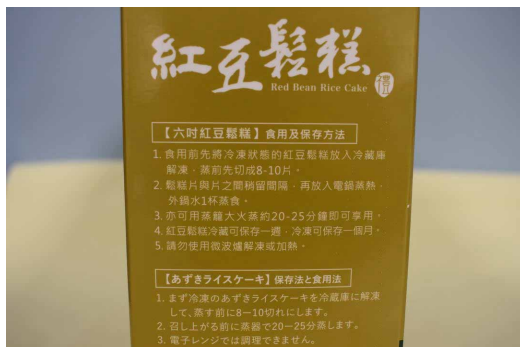 紅豆鬆糕
Red Bean Rice Cake
禮
【六吋紅豆鬆糕】食用及保存方法
1. 食用前先將冷凍狀態的紅豆鬆糕放入冷藏庫
解凍，蒸前先切成8-10片。
2. 鬆糕片與片之間稍留間隔，再放入電鍋蒸熱，
外鍋水1杯蒸食。
3. 亦可用蒸籠大火蒸約20-25分鐘即可享用。
4. 紅豆鬆糕冷藏可保存一週，冷凍可保存一個月。
5. 請勿使用微波爐解凍或加熱。
【あずきライスケーキ】保存法と食用法
1. まず冷凍のあずきライスケーキを冷蔵庫に解凍
して、蒸す前に8ー10切れにします。
2. 召し上がる前に蒸器で20ー25分蒸します。
3. 電子レンジでは調理できません。